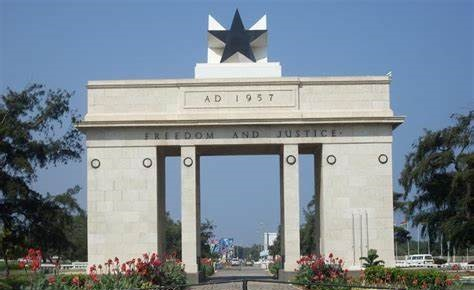 AD 1957
FREEDOM AND JUSTICE